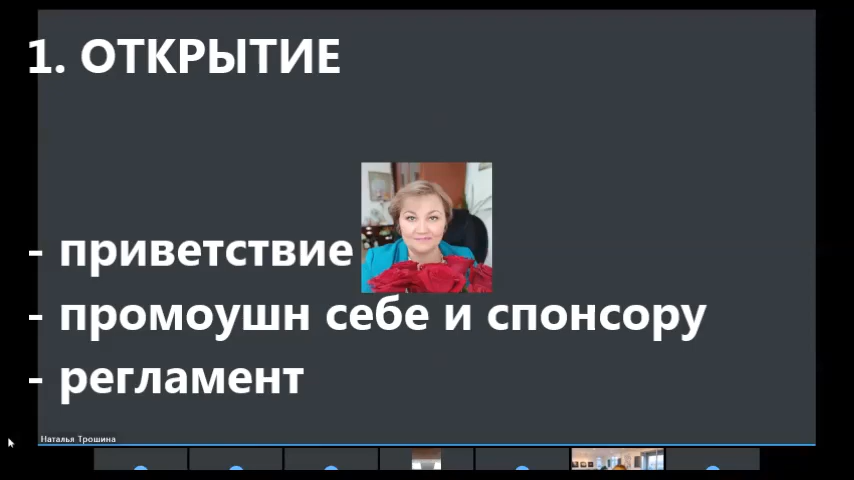 1. ОТКРЫТИЕ
- приветствие
- промоушн себе и спонсору
- регламент
Наталья Трошина